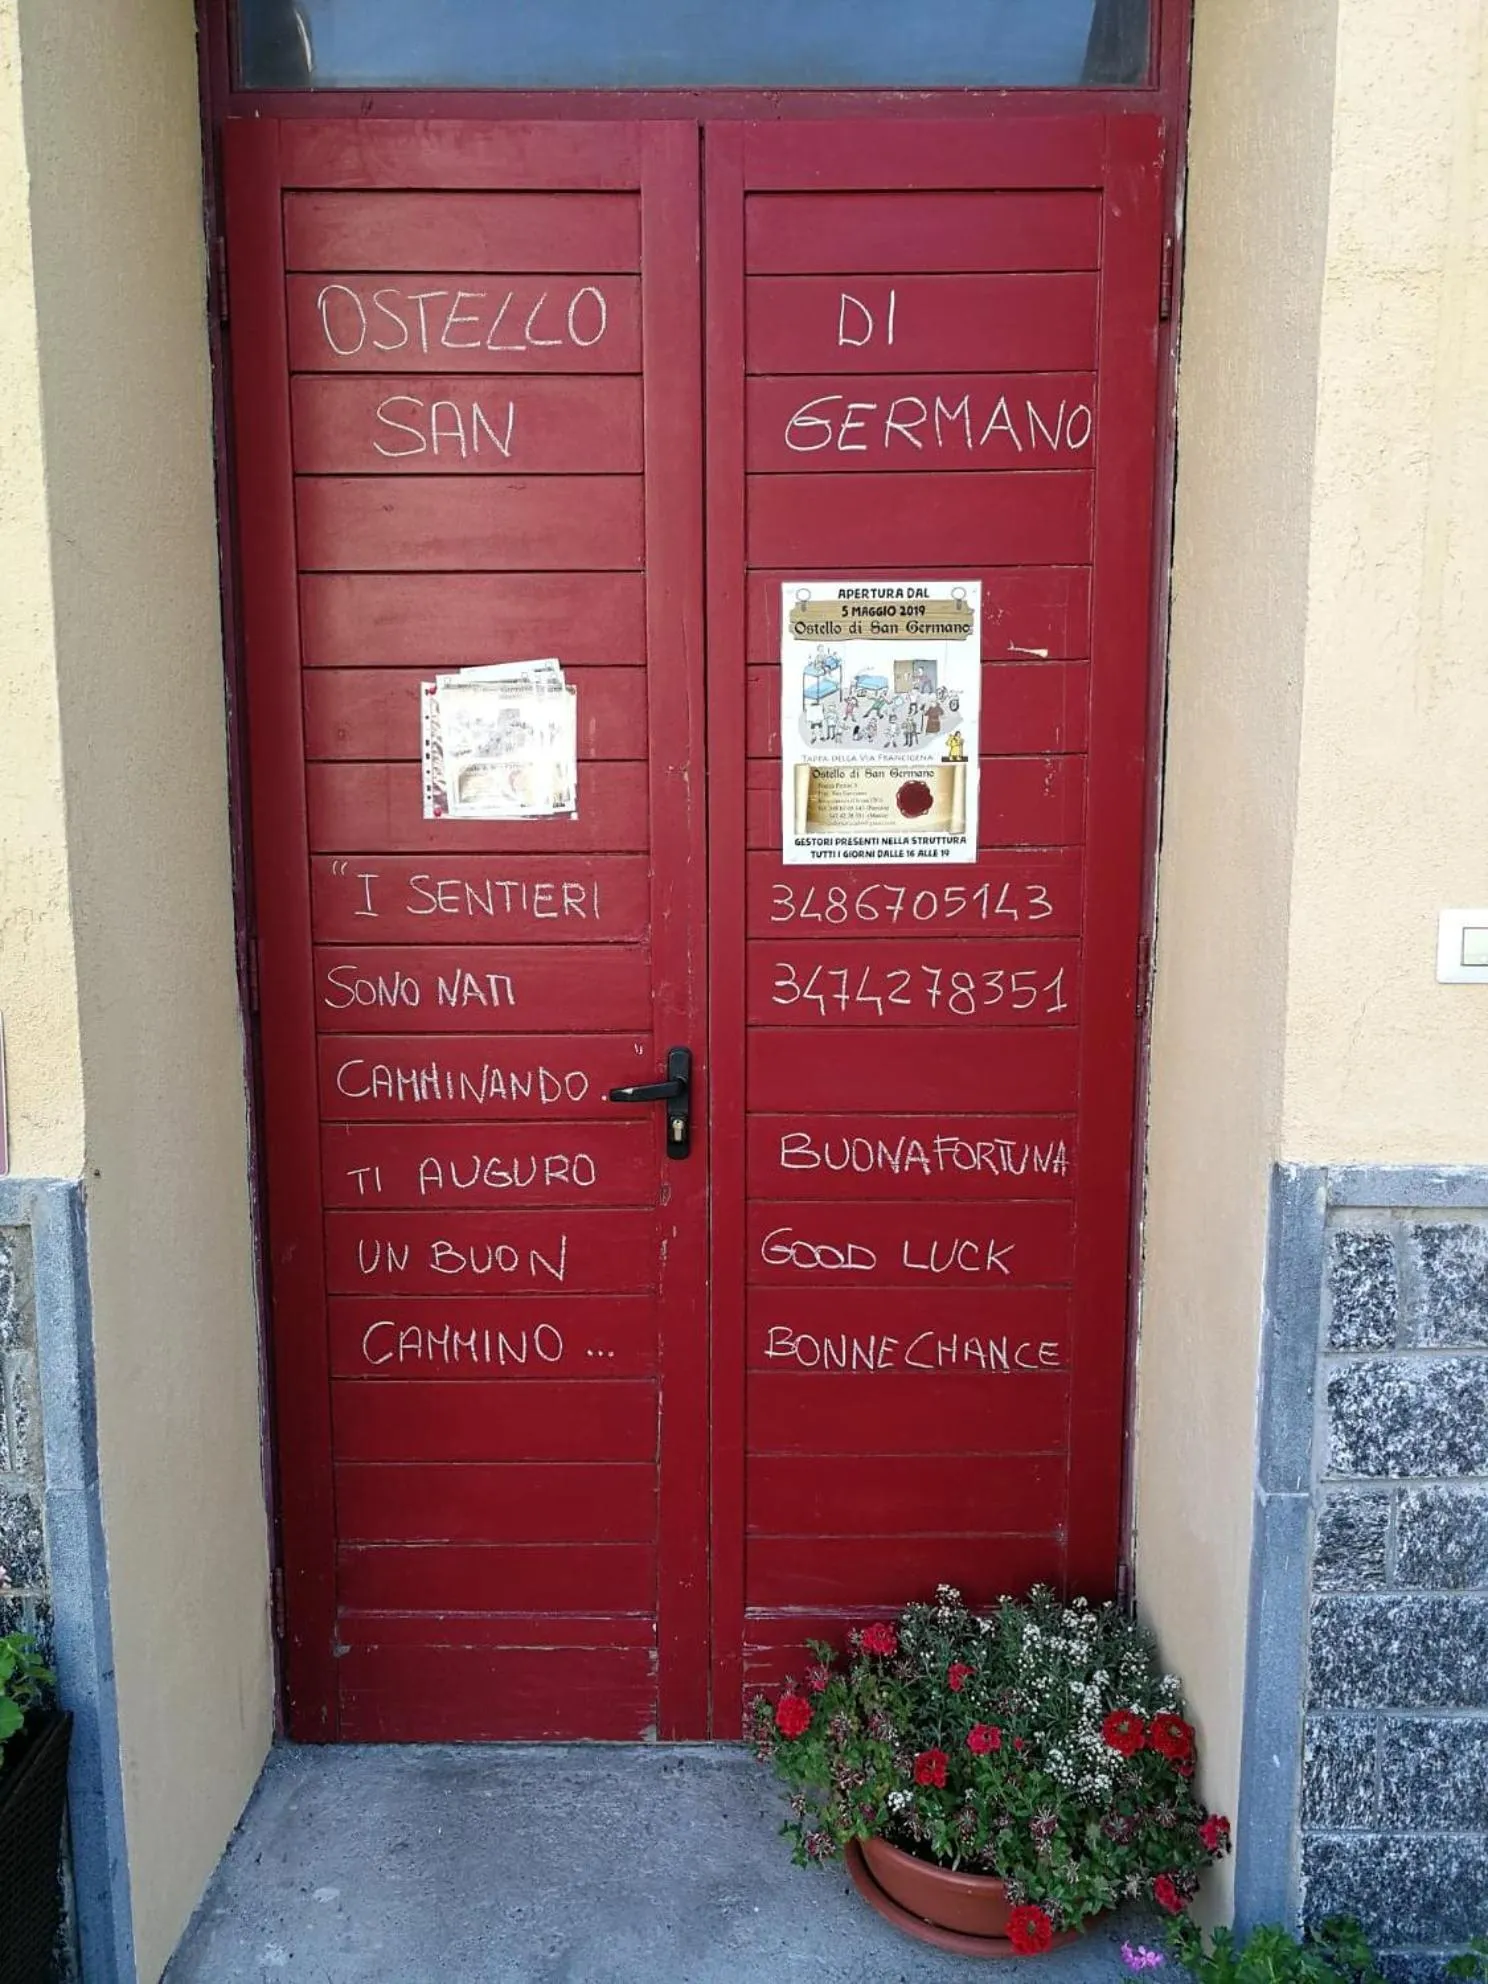 OSTELLO DI
SAN GERMANO
"I SENTIERI
SONO NATI
CAMMINANDO."
TI AUGURO
UN BUON
CAMMINO ...
APERTURA DAL
5 MAGGIO 2019
Ostello di San Germano
TAPPA DELLA VIA FRANCIGENA
Ostello di San Germano
GESTORI PRESENTI NELLA STRUTTURA
TUTTI I GIORNI DALLE 16 ALLE 19
3486705143
3474278351
BUONA FORTUNA
GOOD LUCK
BONNE CHANCE